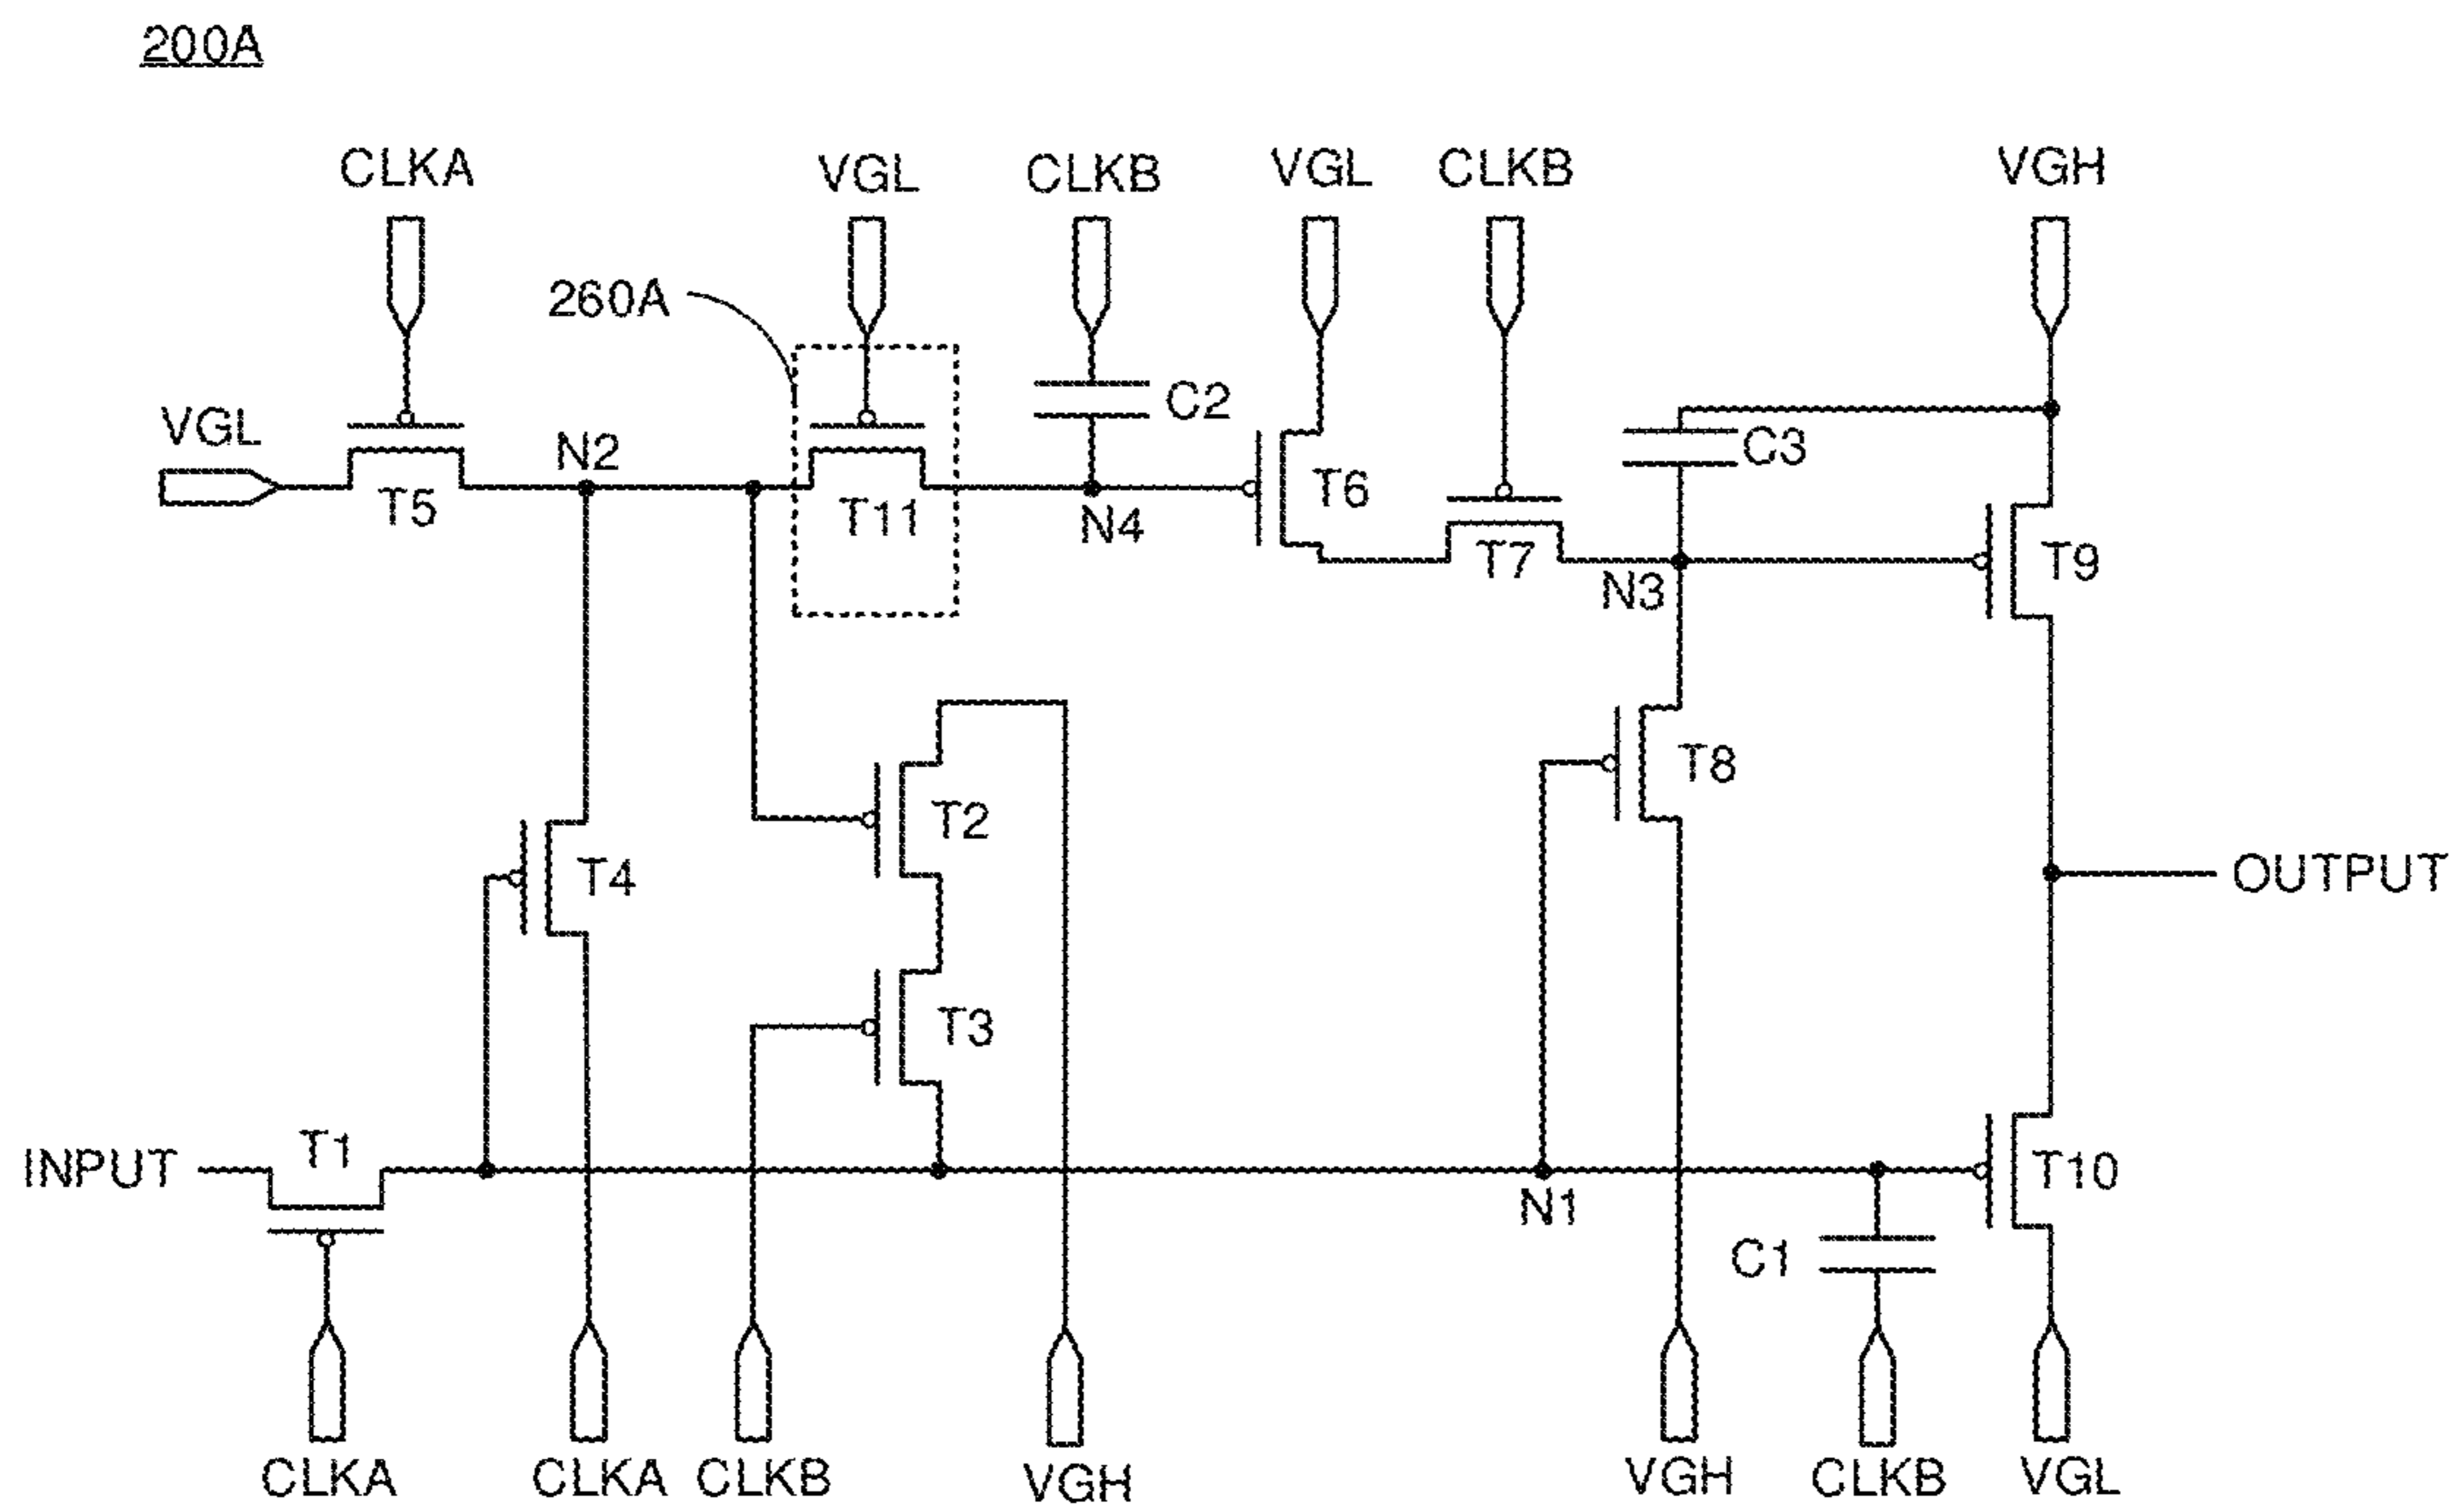 200A
CLKA
VGL
CLKB
VGL
CLKB
VGH
260A
C2
VGL
N2
C3
T5
T11
N4
T6
T7
N3
T9
T8
T2
T4
OUTPUT
T3
INPUT
T1
N1
T10
C1
CLKA
CLKA
CLKB
VGH
VGH
CLKB
VGL